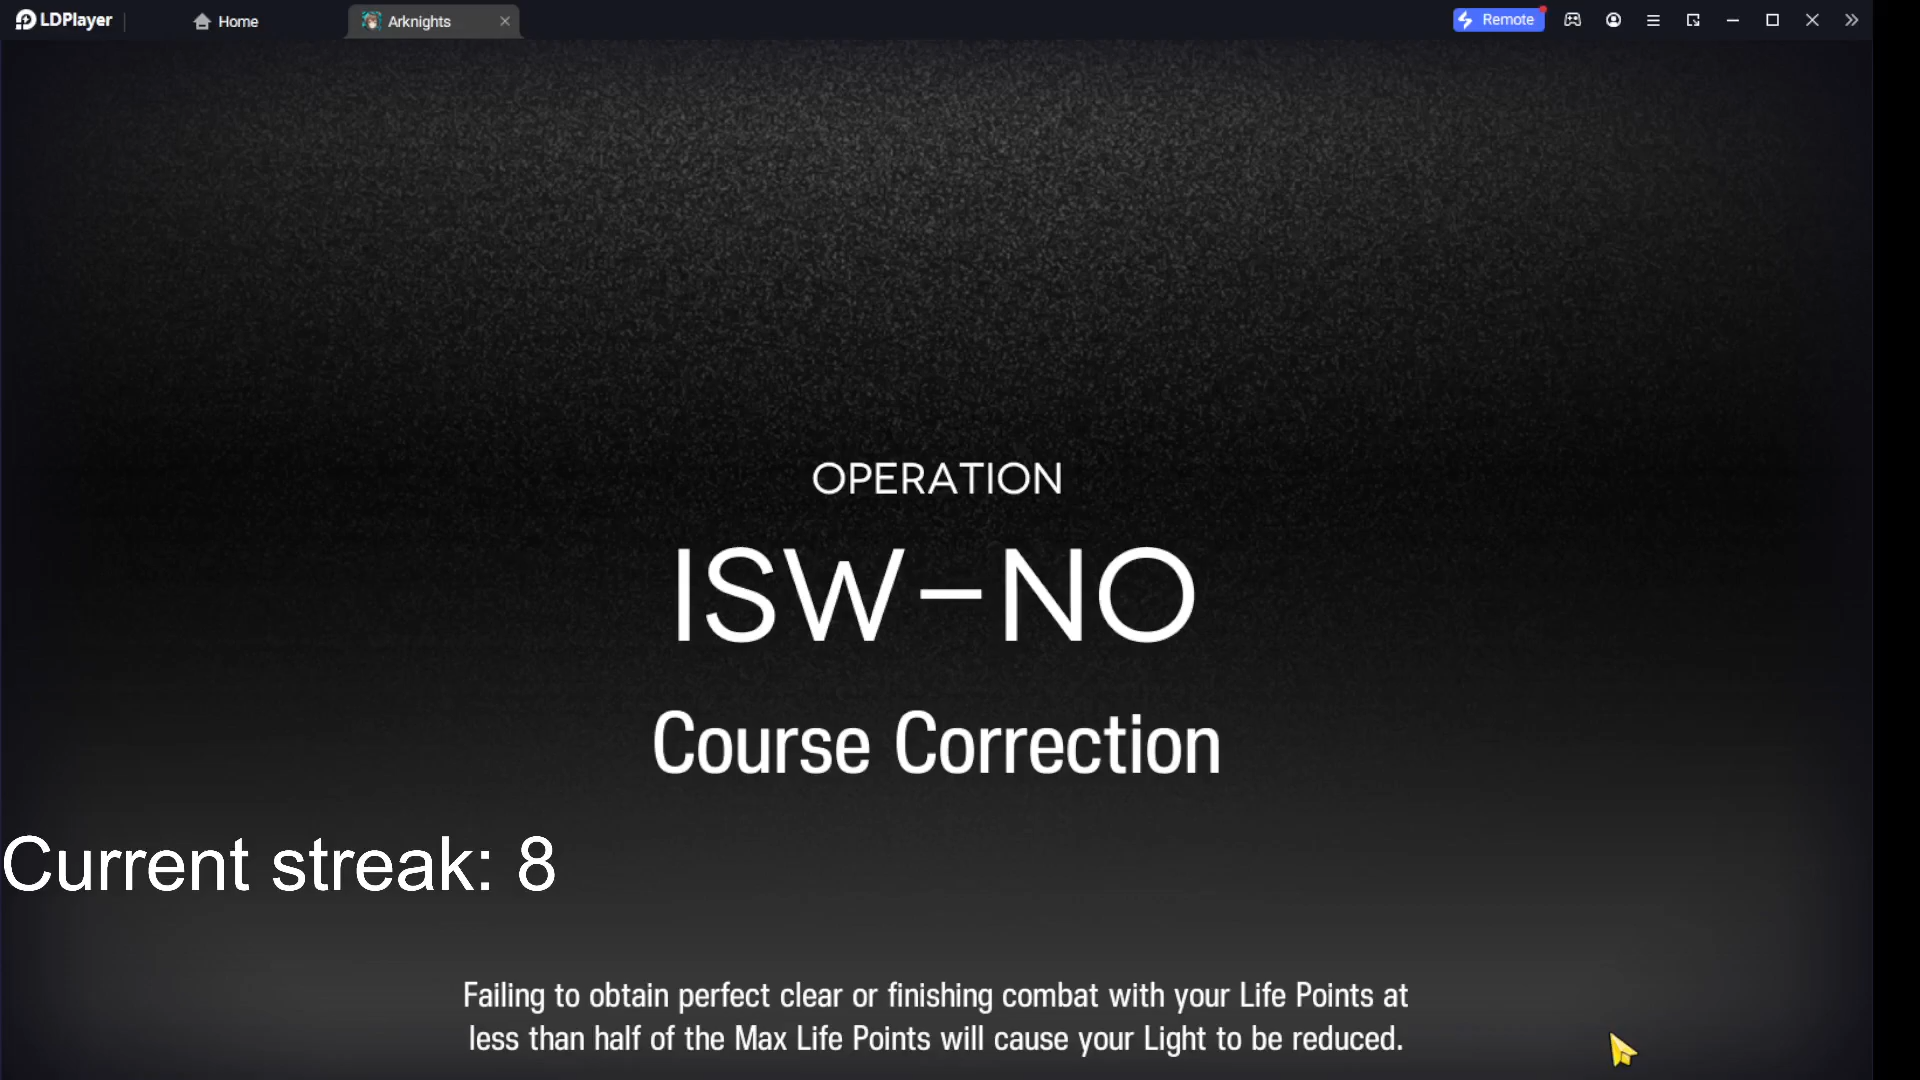 LDPlayer
Home
Arknights
Remote
OPERATION
ISW-NO
Course Correction
Current streak: 8
Failing to obtain perfect clear or finishing combat with your Life Points at
less than half of the Max Life Points will cause your Light to be reduced.